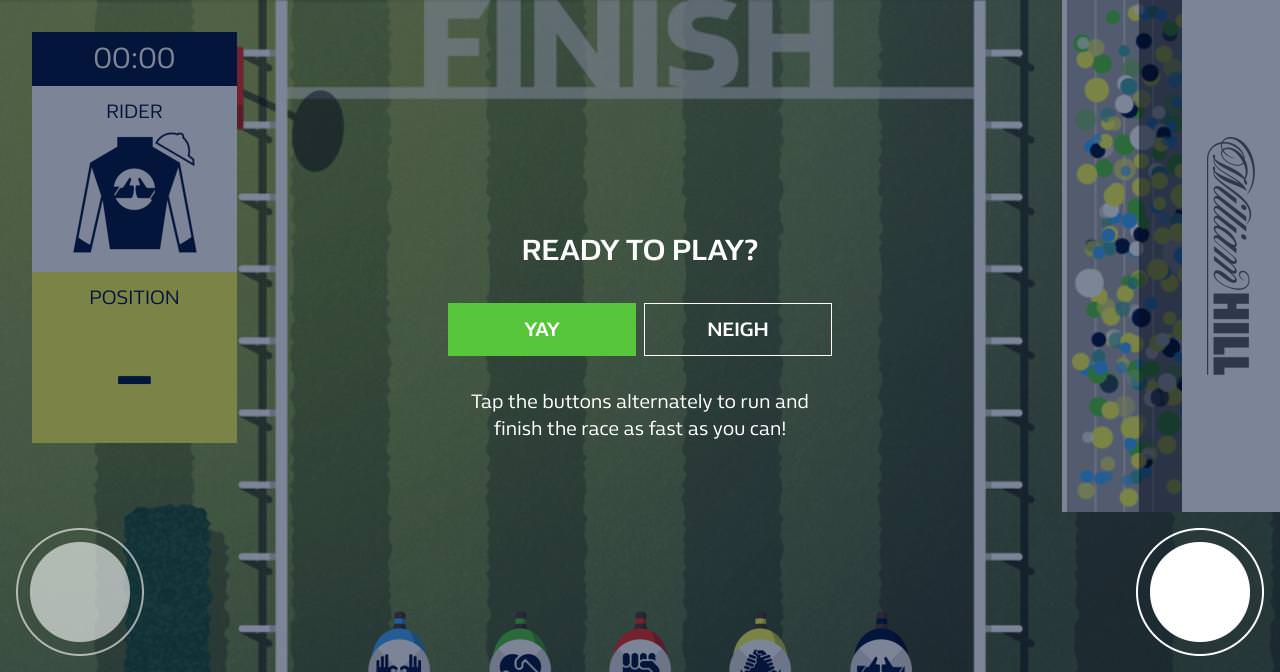 FINISH
00:00
RIDER
POSITION
-
READY TO PLAY?
YAY
NEIGH
Tap the buttons alternately to run and
finish the race as fast as you can!
William HILL